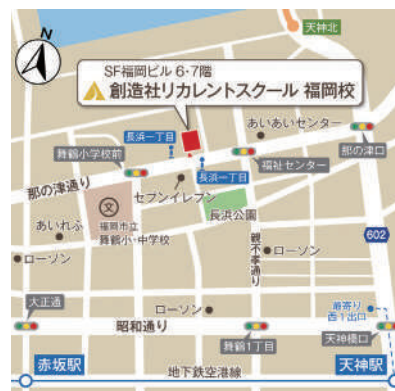 N
天神北
SF福岡ビル 6・7階
創造社リカレントスクール 福岡校
長浜一丁目
あいあいセンター
那の津口
舞鶴小学校前
長浜一丁目
福祉センター
那の津通り
セブンイレブン
文
福岡市立
舞鶴小・中学校
長浜公園
あいれふ
親不孝通り
602
ローソン
ローソン
大正通
ローソン
最寄り
西1出口
昭和通り
舞鶴1丁目
天神橋口
赤坂駅
地下鉄空港線
天神駅